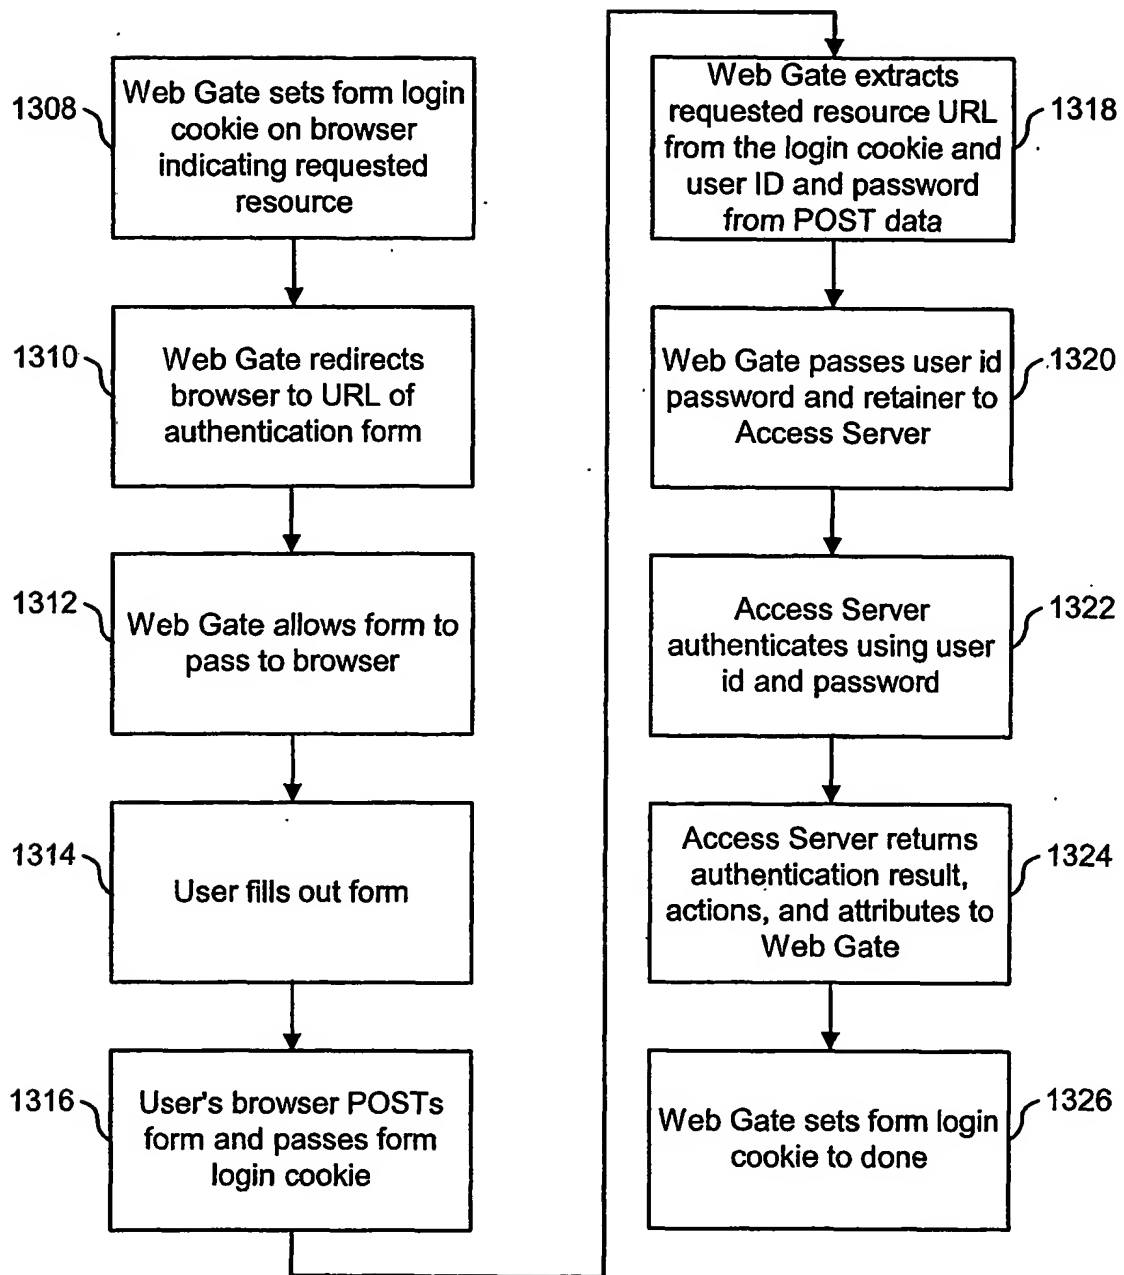 1308
Web Gate sets form login
cookie on browser
indicating requested
resource
1310
Web Gate redirects
browser to URL of
authentication form
1312
Web Gate allows form to
pass to browser
1314
User fills out form
1316
User's browser POSTs
form and passes form
login cookie
Web Gate extracts
requested resource URL
from the login cookie and
user ID and password
from POST data
1318
Web Gate passes user id
password and retainer to
Access Server
1320
Access Server
authenticates using user
id and password
1322
Access Server returns
authentication result,
actions, and attributes to
Web Gate
1324
Web Gate sets form login
cookie to done
1326